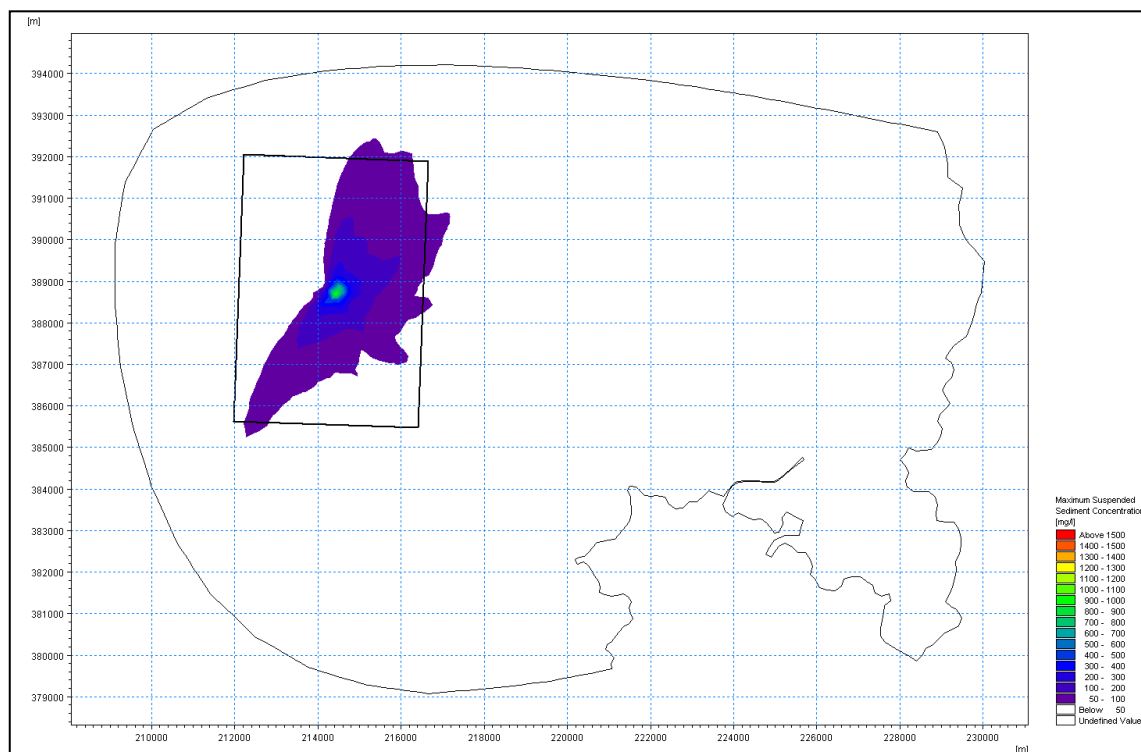 [m]
394000
393000
392000
391000
390000
389000
388000
387000
386000
385000
384000
383000
382000
381000
380000
379000
210000 212000 214000 216000 218000 220000 222000 224000 226000 228000 230000
[m]
Maximum Suspended
Sediment Concentration
[mg/l]
Above 1500
1400 - 1500
1300 - 1400
1200 - 1300
1100 - 1200
1000 - 1100
900 - 1000
800 - 900
700 - 800
600 - 700
500 - 600
400 - 500
300 - 400
200 - 300
100 - 200
50 - 100
Below 50
Undefined Value